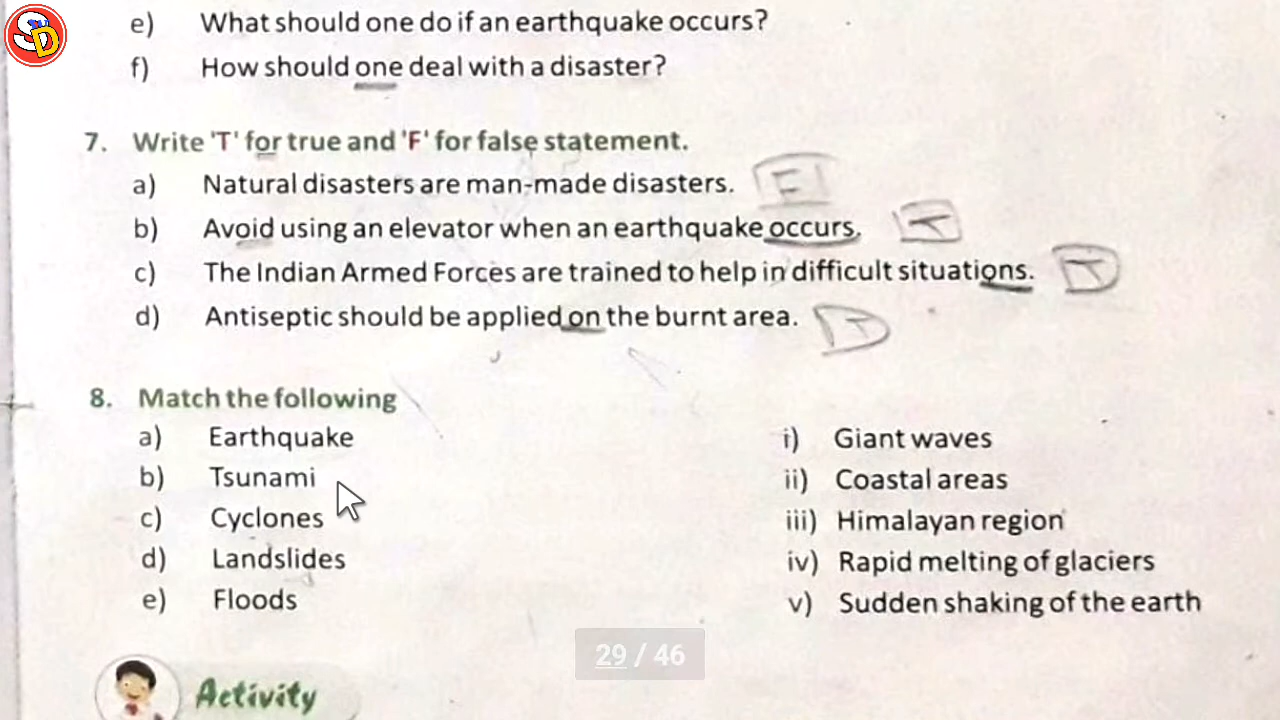 SD
e) What should one do if an earthquake occurs?
f) How should one deal with a disaster?
7. Write 'T' for true and 'F' for false statement.
a) Natural disasters are man-made disasters. F
b) Avoid using an elevator when an earthquake occurs. T
c) The Indian Armed Forces are trained to help in difficult situations. T
d) Antiseptic should be applied on the burnt area. T
8. Match the following
a) Earthquake i) Giant waves
b) Tsunami ii) Coastal areas
c) Cyclones iii) Himalayan region
d) Landslides iv) Rapid melting of glaciers
e) Floods v) Sudden shaking of the earth
29 / 46
Activity